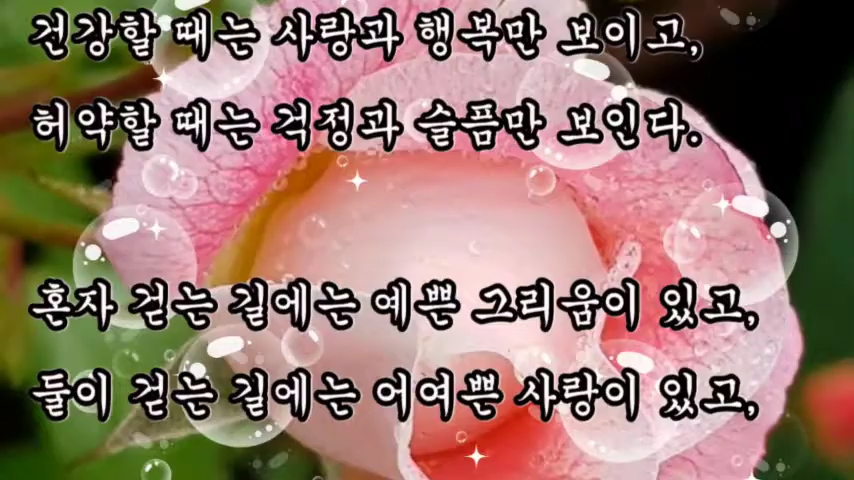 건강할 때는 사랑과 행복만 보이고,
허약할 때는 걱정과 슬픔만 보인다.
혼자 걷는 길에는 예쁜 그리움이 있고,
둘이 걷는 길에는 어여쁜 사랑이 있고,